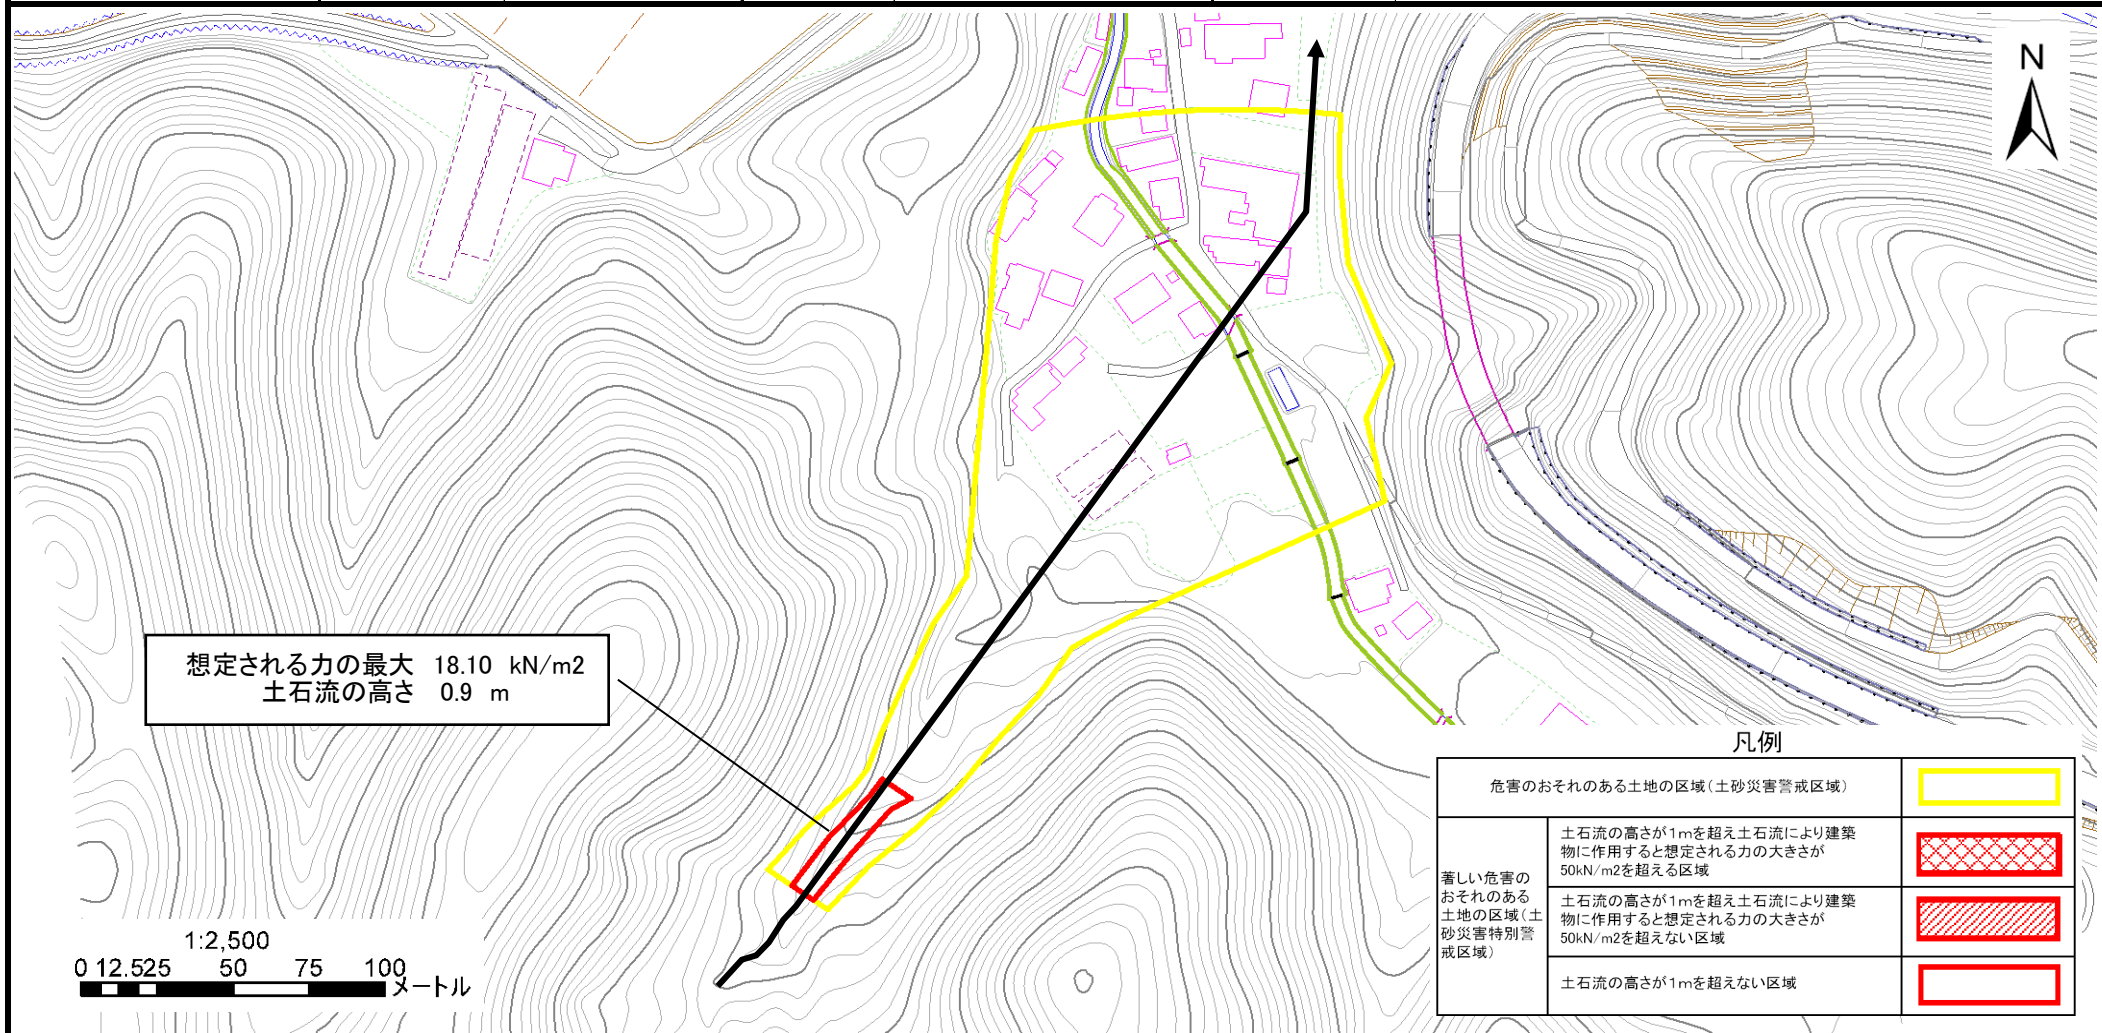 N
想定される力の最大 18.10 kN/m2
土石流の高さ 0.9 m
凡例
危害のおそれのある土地の区域(土砂災害警戒区域)
著しい危害の
おそれのある
土地の区域(土
砂災害特別警
戒区域)
土石流の高さが1mを超え土石流により建築
物に作用すると想定される力の大きさが
50kN/m2を超える区域
土石流の高さが1mを超え土石流により建築
物に作用すると想定される力の大きさが
50kN/m2を超えない区域
土石流の高さが1mを超えない区域
1:2,500
0 12.525 50 75 100
メートル